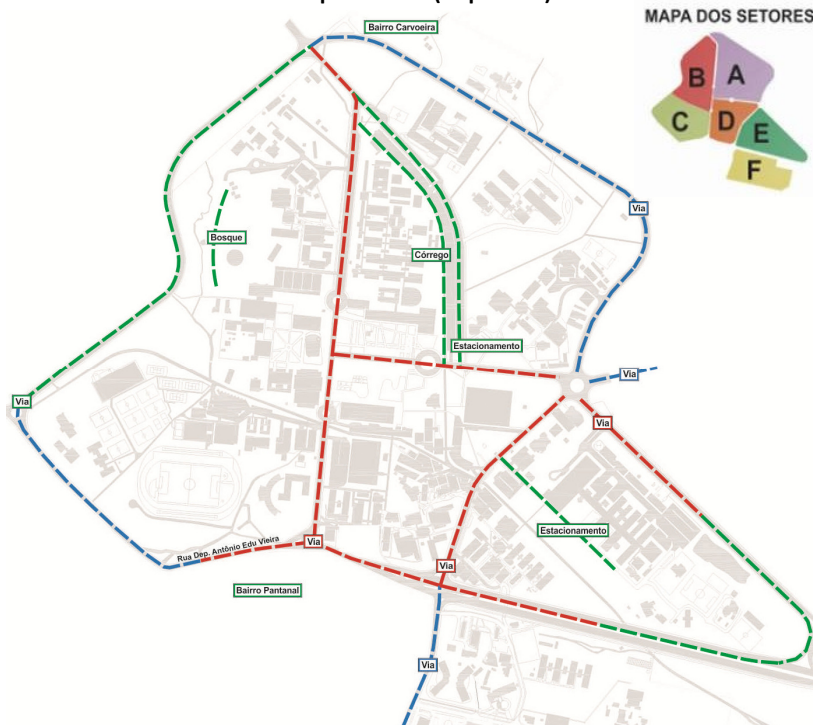 Bairro Carvoeira
MAPA DOS SETORES
B
A
C
D
E
F
Via
Bosque
Córrego
Estacionamento
Via
Via
Via
Estacionamento
Rua Dep. Antônio Edu Vieira
Via
Via
Bairro Pantanal
Via